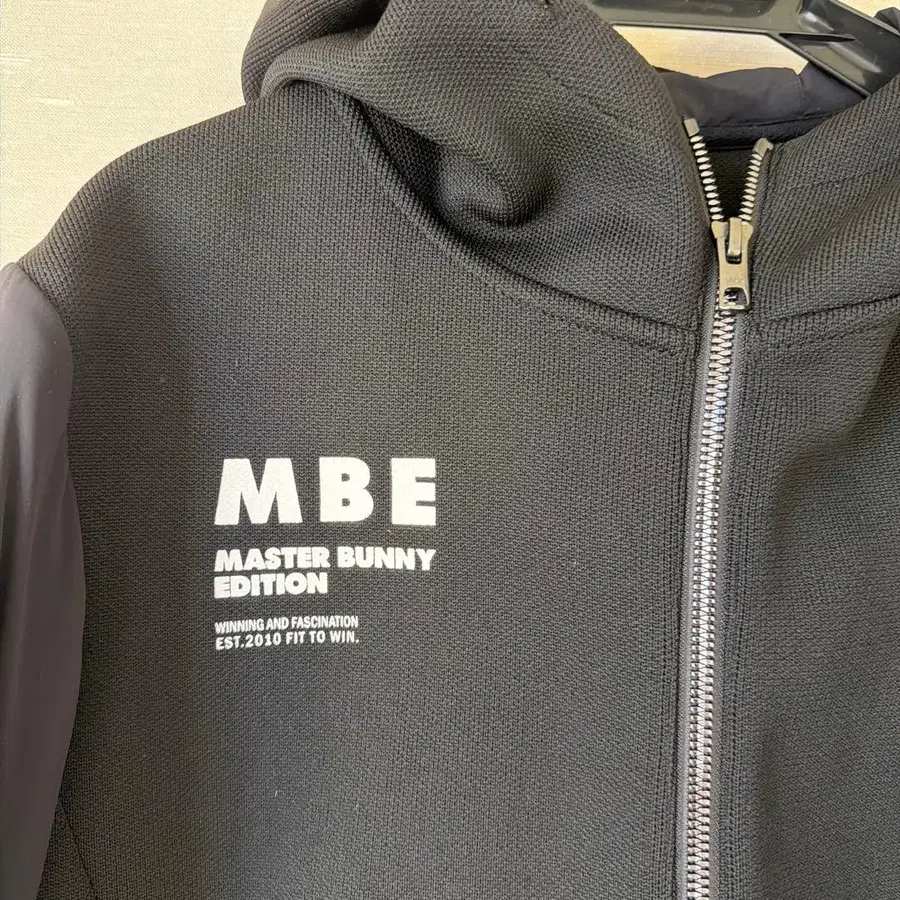 MBE
MASTER BUNNY
EDITION
WINNING AND FASCINATION
EST.2010 FIT TO WIN.